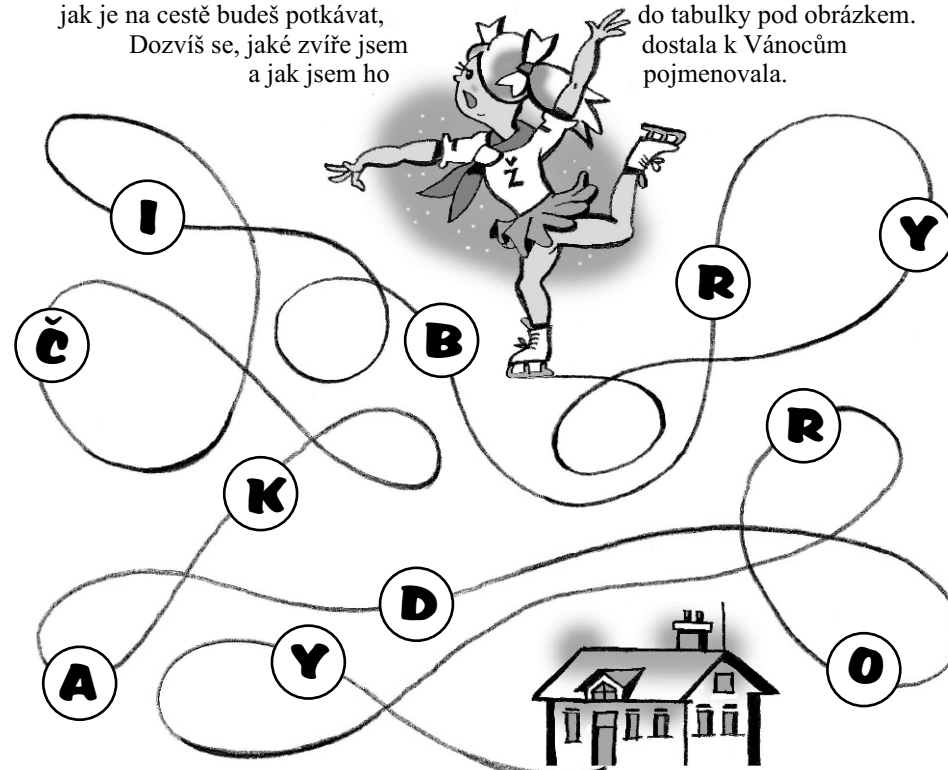 jak je na cestě budeš potkávat, do tabulky pod obrázkem.
Dozvíš se, jaké zvíře jsem dostala k Vánocům
a jak jsem ho pojmenovala.
Ž
I
Y
R
Č
B
R
K
D
Y
A
O